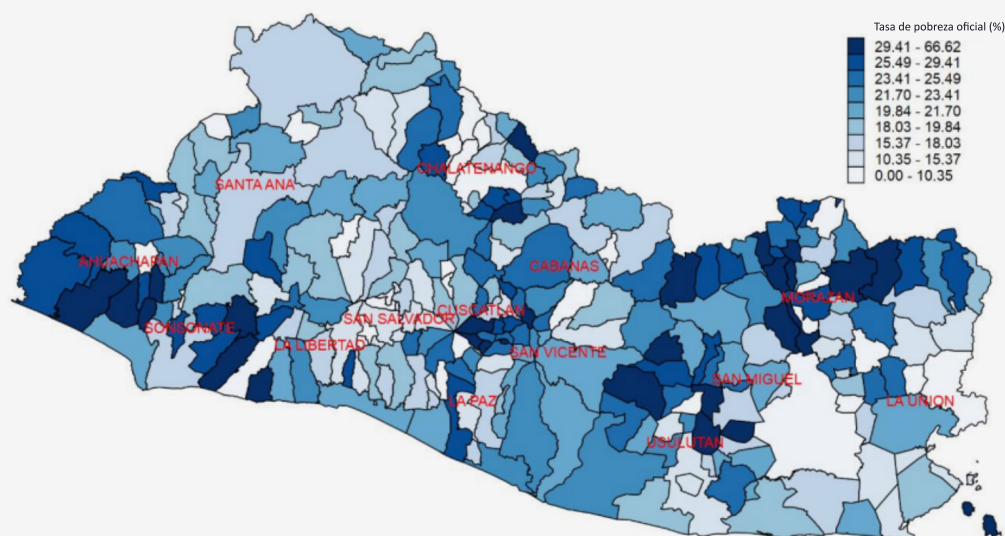 Tasa de pobreza oficial (%)
29.41 - 66.62
25.49 - 29.41
23.41 - 25.49
21.70 - 23.41
19.84 - 21.70
18.03 - 19.84
15.37 - 18.03
10.35 - 15.37
0.00 - 10.35
CHALATENANGO
SANTA ANA
AHUACHAPAN
CABANAS
MORAZAN
CUSCATLAN
SAN SALVADOR
SONSONATE
LA LIBERTAD
SAN VICENTE
SAN MIGUEL
LA PAZ
LA UNION
USULUTAN